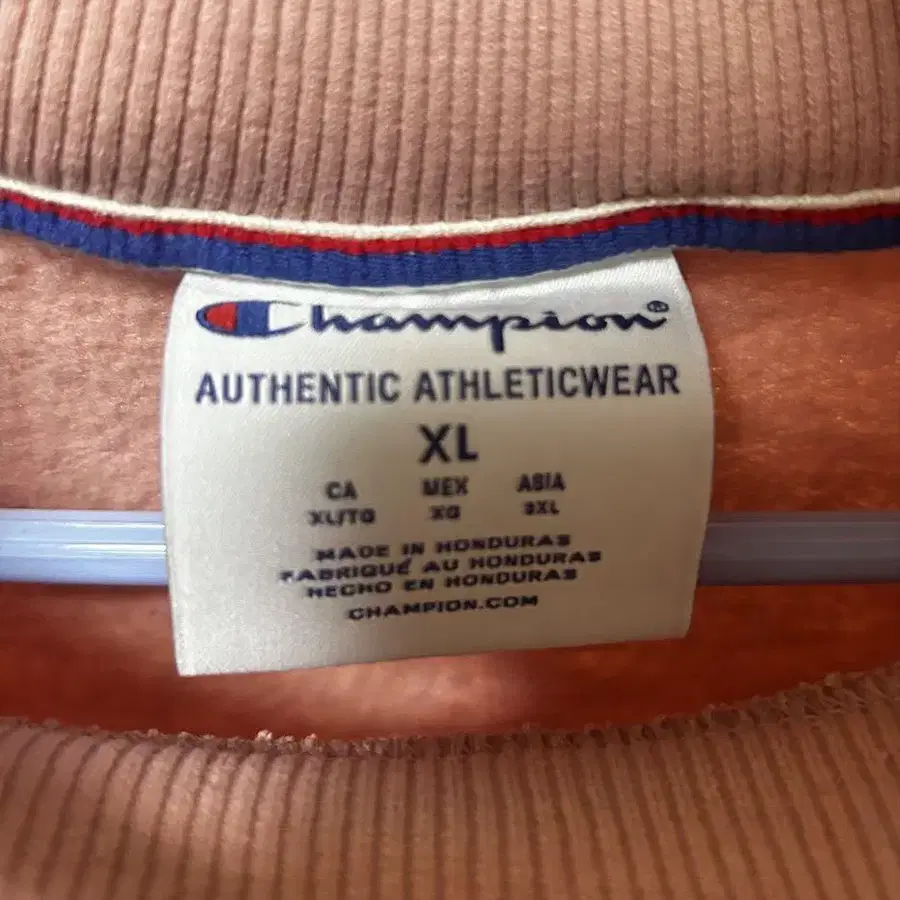 Champion®
AUTHENTIC ATHLETICWEAR
XL
CA MEX ASIA
XL/TG XG 2XL
MADE IN HONDURAS
FABRIQUÉ AU HONDURAS
HECHO EN HONDURAS
CHAMPION.COM